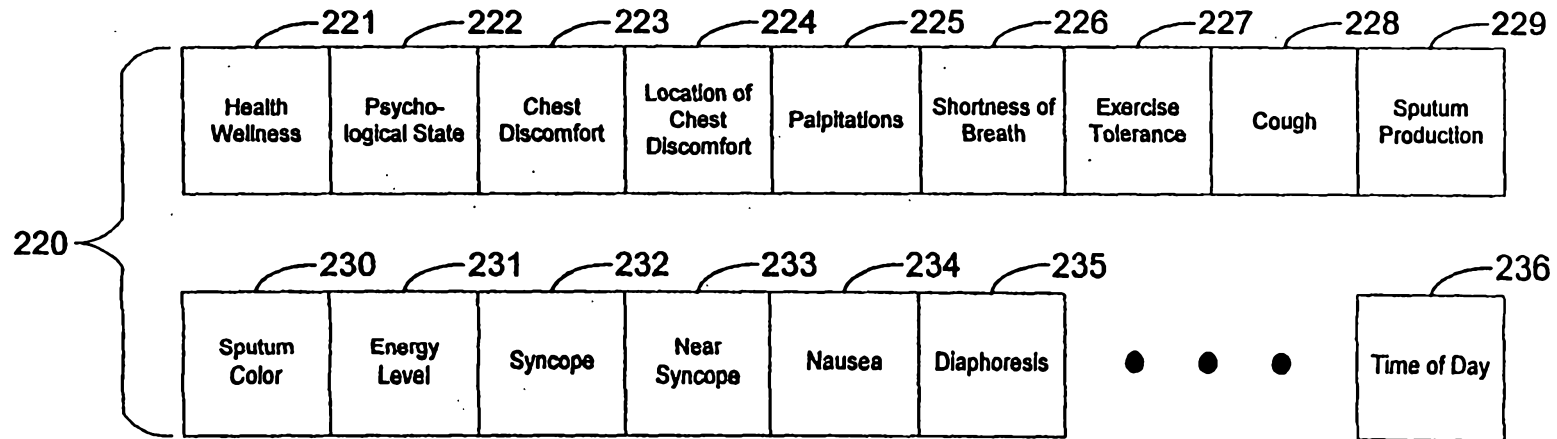 221 222 223 224 225 226 227 228 229
Health
Wellness
Psycho-
logical State
Chest
Discomfort
Location of
Chest
Discomfort
Palpitations
Shortness of
Breath
Exercise
Tolerance
Cough
Sputum
Production
220
230 231 232 233 234 235 236
Sputum
Color
Energy
Level
Syncope
Near
Syncope
Nausea
Diaphoresis
Time of Day